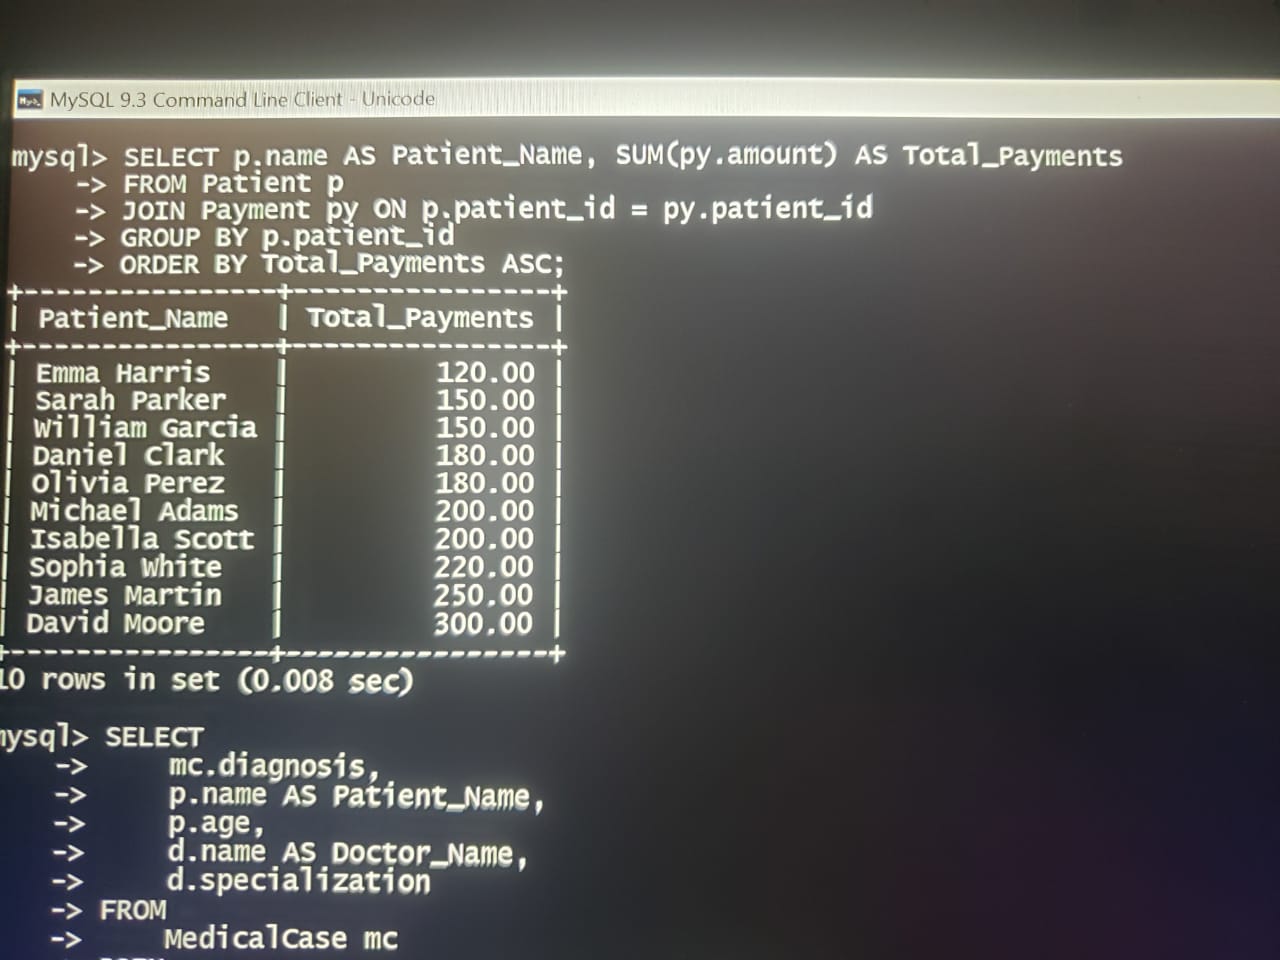 MySQL 9.3 Command Line Client - Unicode
mysql> SELECT p.name AS Patient_Name, SUM(py.amount) AS Total_Payments
    -> FROM Patient p
    -> JOIN Payment py ON p.patient_id = py.patient_id
    -> GROUP BY p.patient_id
    -> ORDER BY Total_Payments ASC;
+----------------+----------------+
| Patient_Name   | Total_Payments |
+----------------+----------------+
| Emma Harris    |         120.00 |
| Sarah Parker   |         150.00 |
| William Garcia |         150.00 |
| Daniel Clark   |         180.00 |
| Olivia Perez   |         180.00 |
| Michael Adams  |         200.00 |
| Isabella Scott |         200.00 |
| Sophia White   |         220.00 |
| James Martin   |         250.00 |
| David Moore    |         300.00 |
+----------------+----------------+
10 rows in set (0.008 sec)
mysql> SELECT
    ->     mc.diagnosis,
    ->     p.name AS Patient_Name,
    ->     p.age,
    ->     d.name AS Doctor_Name,
    ->     d.specialization
    -> FROM
    ->     MedicalCase mc